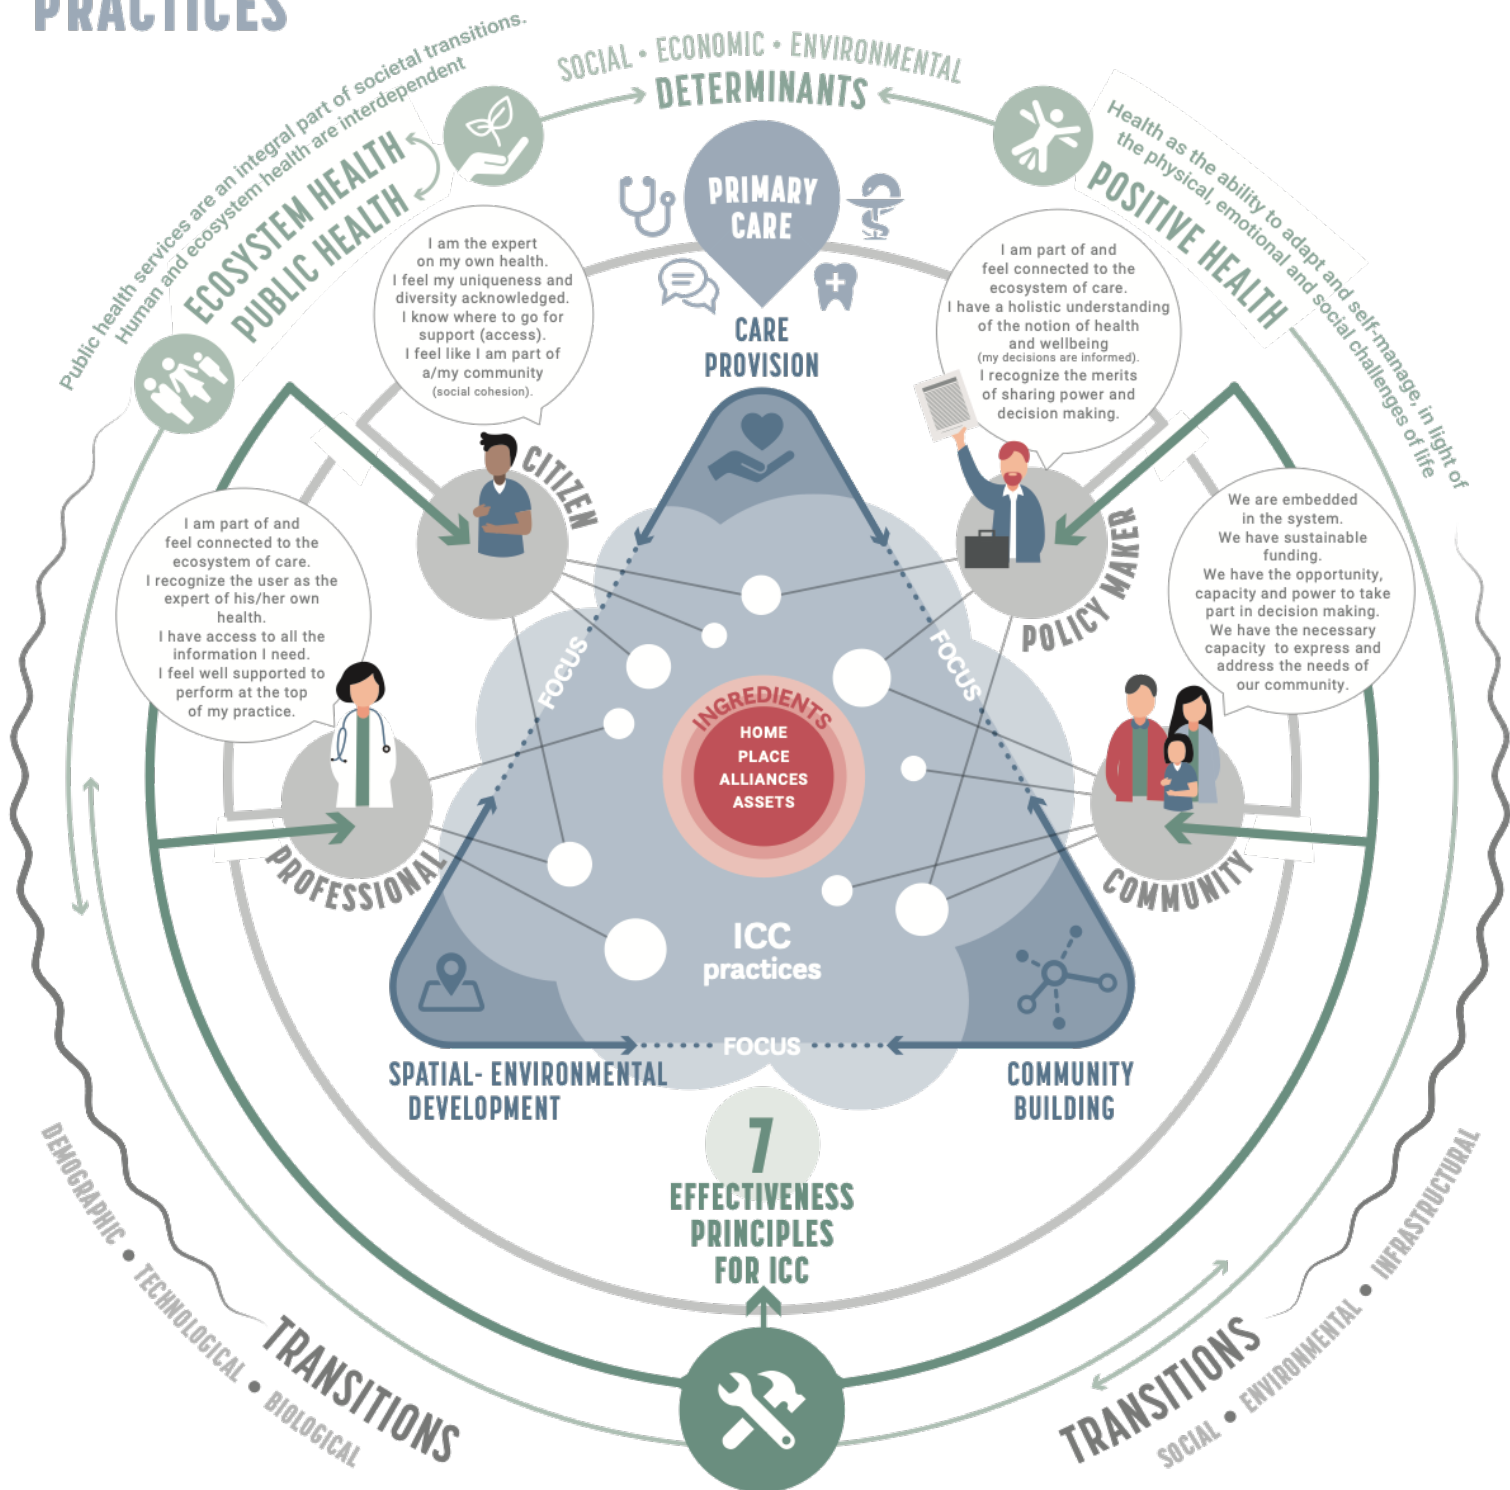 PRACTICES
SOCIAL • ECONOMIC • ENVIRONMENTAL
DETERMINANTS
Public health services are an integral part of societal transitions.
Human and ecosystem health are interdependent
ECOSYSTEM HEALTH
PUBLIC HEALTH
Health as the ability to adapt and self-manage, in light of
the physical, emotional and social challenges of life
POSITIVE HEALTH
PRIMARY
CARE
CARE
PROVISION
I am the expert
on my own health.
I feel my uniqueness and
diversity acknowledged.
I know where to go for
support (access).
I feel like I am part of
a/my community
(social cohesion).
CITIZEN
I am part of and
feel connected to the
ecosystem of care.
I have a holistic understanding
of the notion of health
and wellbeing
(my decisions are informed).
I recognize the merits
of sharing power and
decision making.
POLICY MAKER
I am part of and
feel connected to the
ecosystem of care.
I recognize the user as the
expert of his/her own
health.
I have access to all the
information I need.
I feel well supported to
perform at the top
of my practice.
PROFESSIONAL
We are embedded
in the system.
We have sustainable
funding.
We have the opportunity,
capacity and power to take
part in decision making.
We have the necessary
capacity to express and
address the needs of
our community.
COMMUNITY
FOCUS
FOCUS
INGREDIENTS
HOME
PLACE
ALLIANCES
ASSETS
ICC
practices
FOCUS
SPATIAL- ENVIRONMENTAL
DEVELOPMENT
COMMUNITY
BUILDING
7
EFFECTIVENESS
PRINCIPLES
FOR ICC
TRANSITIONS
DEMOGRAPHIC • TECHNOLOGICAL • BIOLOGICAL
TRANSITIONS
SOCIAL • ENVIRONMENTAL • INFRASTRUCTURAL